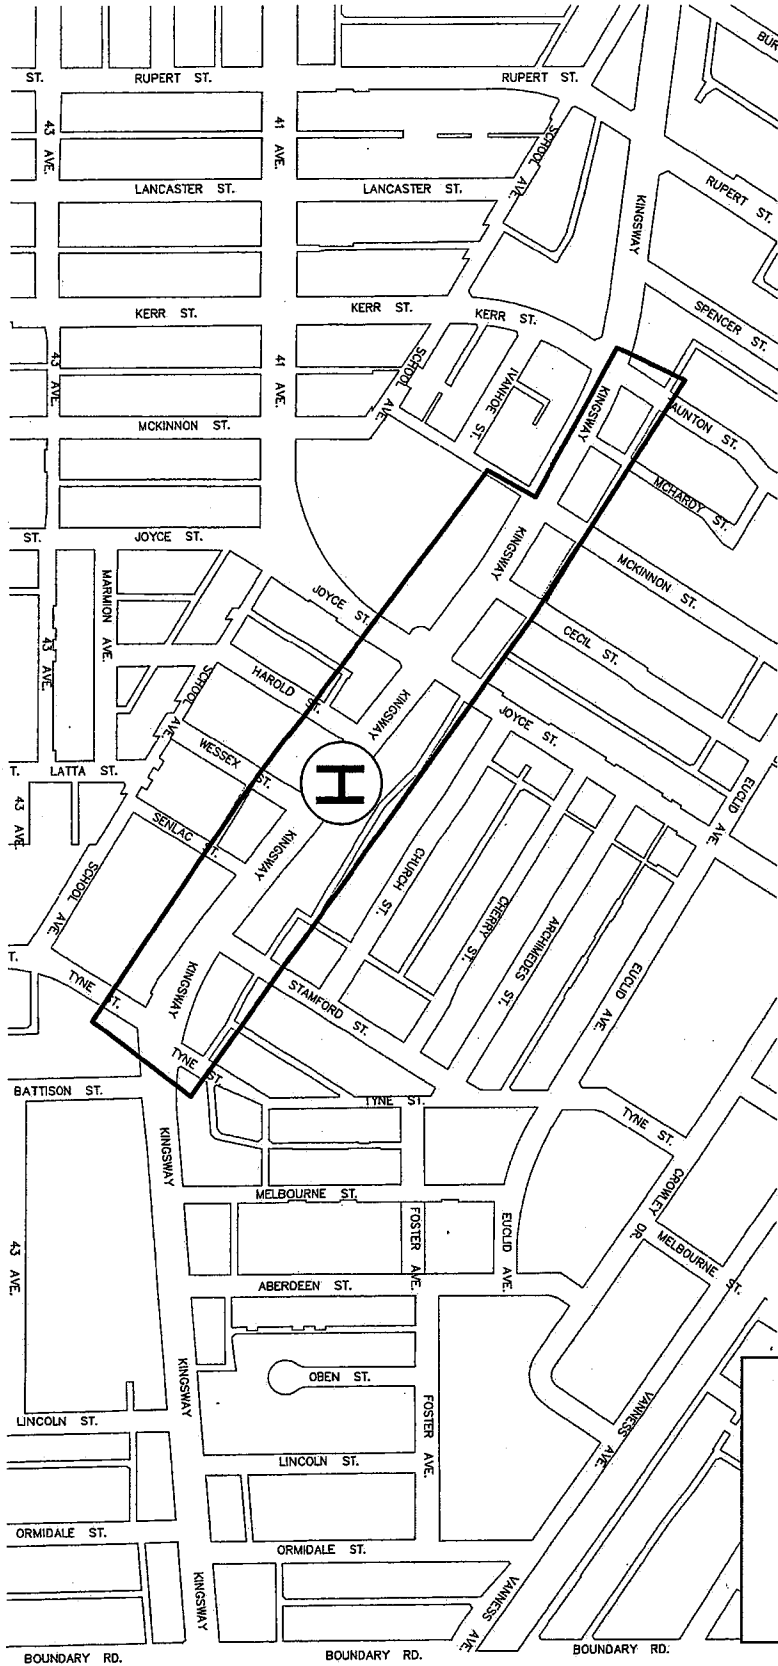 BUR
ST.
RUPERT ST.
RUPERT ST.
43 AVE.
41 AVE.
SCHOOL AVE.
RUPERT ST.
LANCASTER ST.
LANCASTER ST.
KINGSWAY
KERR ST.
KERR ST.
KERR ST.
SPENCER ST.
43 AVE.
41 AVE.
SCHOOL AVE.
IVANHOE ST.
KINGSWAY
AUNTON ST.
MCKINNON ST.
MCHARDY ST.
ST.
JOYCE ST.
KINGSWAY
MCKINNON ST.
MARMION AVE.
JOYCE ST.
CECIL ST.
43 AVE.
SCHOOL AVE.
HAROLD ST.
KINGSWAY
JOYCE ST.
WESSEX ST.
T.
LATTA ST.
H
EUCLID AVE.
43 AVE.
SENLAC ST.
KINGSWAY
SCHOOL AVE.
CHURCH ST.
CHERRY ST.
ARCHIMEDES ST.
EUCLID AVE.
T.
TYNE ST.
KINGSWAY
STAMFORD ST.
TYNE ST.
BATTISON ST.
TYNE ST.
TYNE ST.
KINGSWAY
CROWLEY DR.
MELBOURNE ST.
FOSTER AVE.
EUCLID AVE.
MELBOURNE ST.
43 AVE.
ABERDEEN ST.
KINGSWAY
OBEN ST.
FOSTER AVE.
VANNESS AVE.
LINCOLN ST.
LINCOLN ST.
ORMIDALE ST.
ORMIDALE ST.
KINGSWAY
VANNESS AVE.
BOUNDARY RD.
BOUNDARY RD.
BOUNDARY RD.